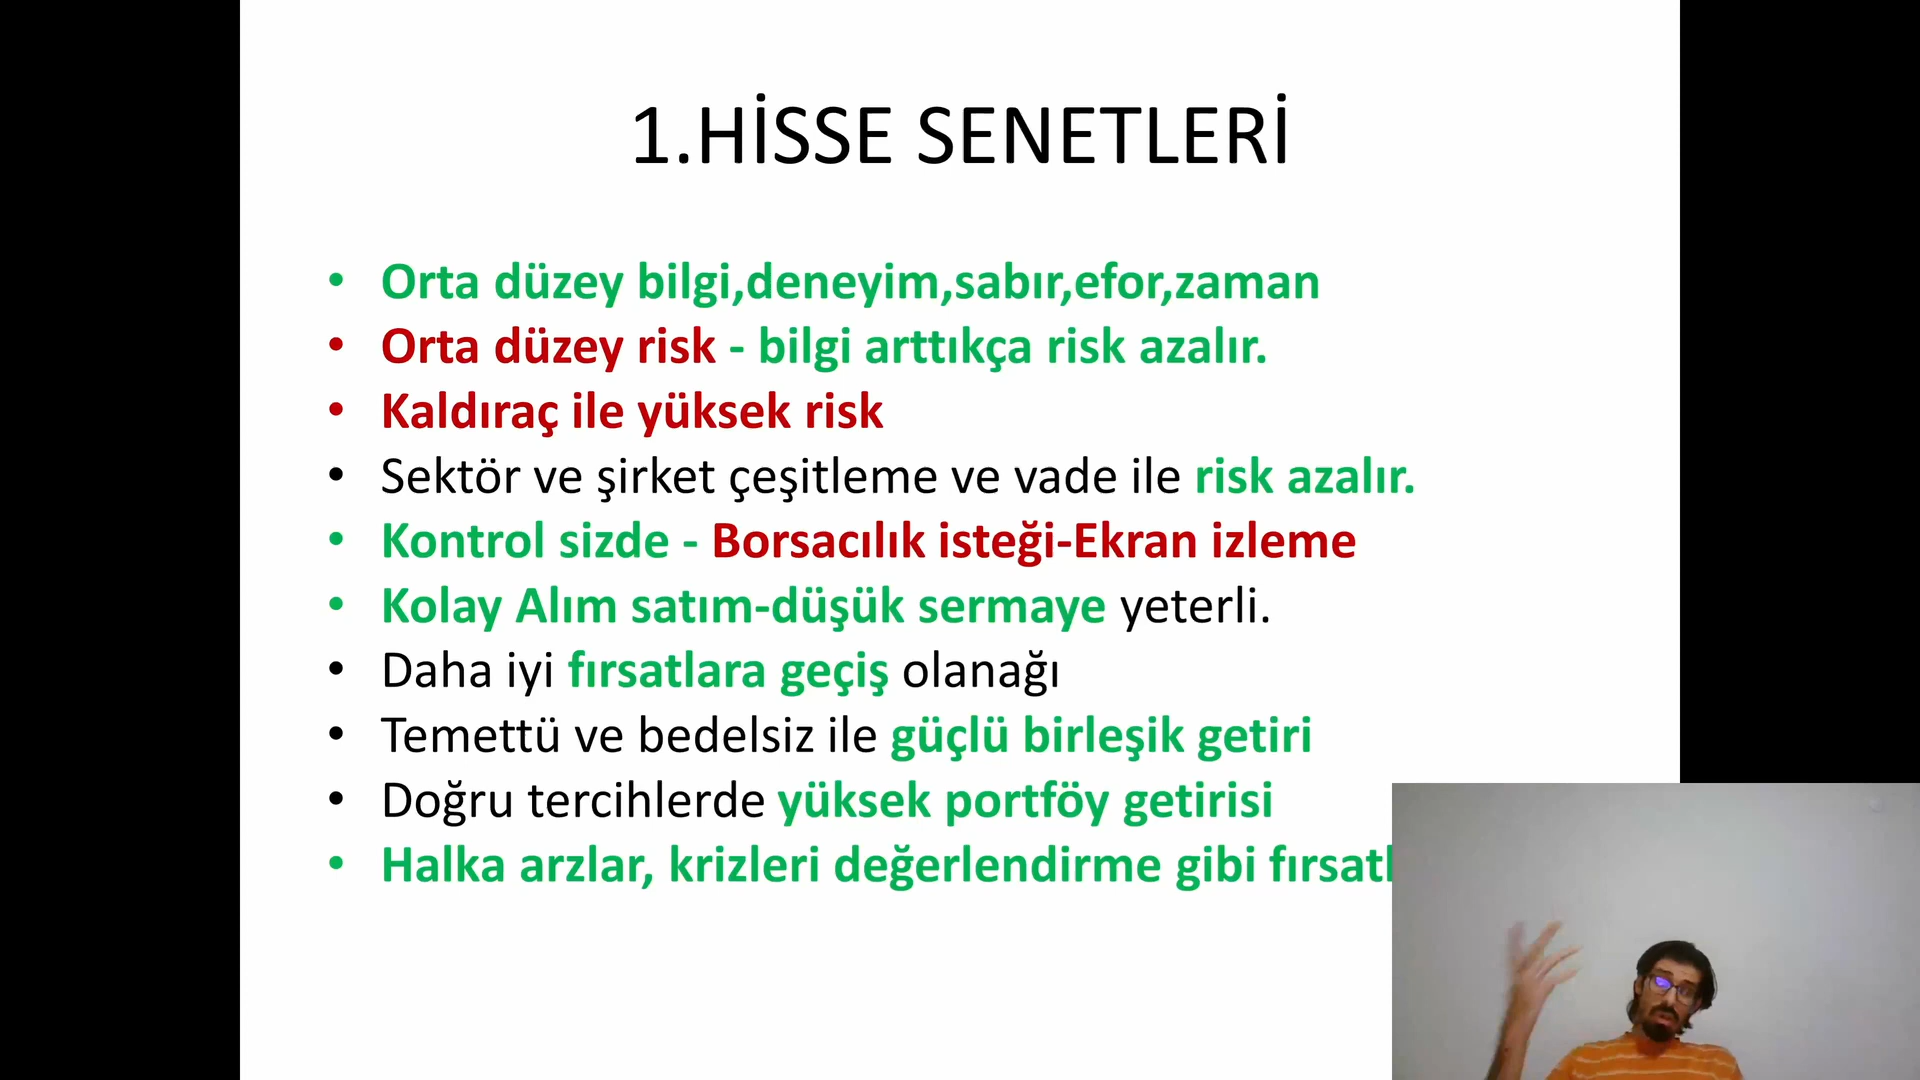 1.HİSSE SENETLERİ
• Orta düzey bilgi,deneyim,sabır,efor,zaman
• Orta düzey risk - bilgi arttıkça risk azalır.
• Kaldıraç ile yüksek risk
• Sektör ve şirket çeşitleme ve vade ile risk azalır.
• Kontrol sizde - Borsacılık isteği-Ekran izleme
• Kolay Alım satım-düşük sermaye yeterli.
• Daha iyi fırsatlara geçiş olanağı
• Temettü ve bedelsiz ile güçlü birleşik getiri
• Doğru tercihlerde yüksek portföy getirisi
• Halka arzlar, krizleri değerlendirme gibi